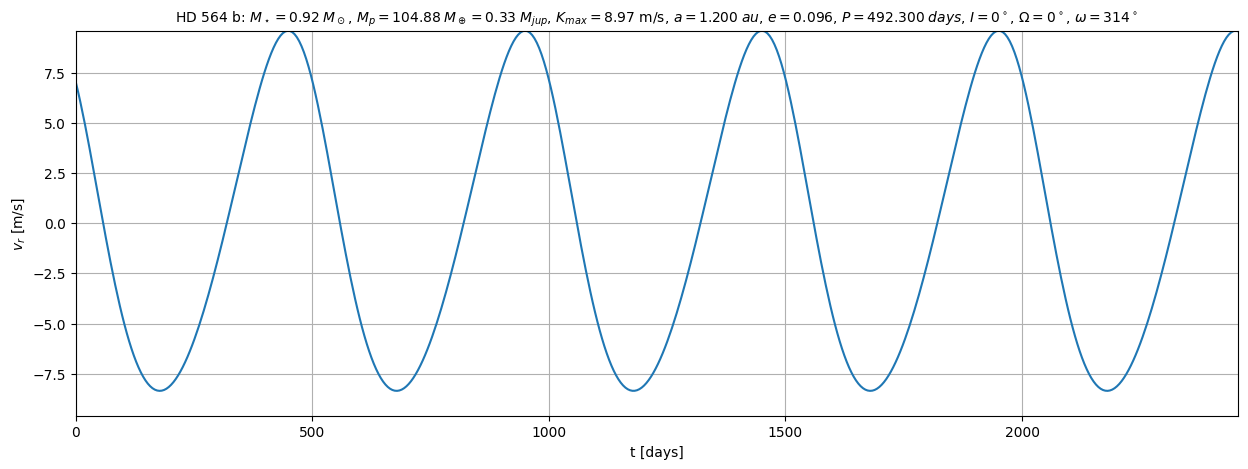 HD 564 b: M⋆ = 0.92 M⊙, Mp = 104.88 M⊕ = 0.33 Mjup, Kmax = 8.97 m/s, a = 1.200 au, e = 0.096, P = 492.300 days, I = 0°, Ω = 0°, ω = 314°
7.5
5.0
2.5
0.0
−2.5
−5.0
−7.5
vr [m/s]
0 500 1000 1500 2000
t [days]